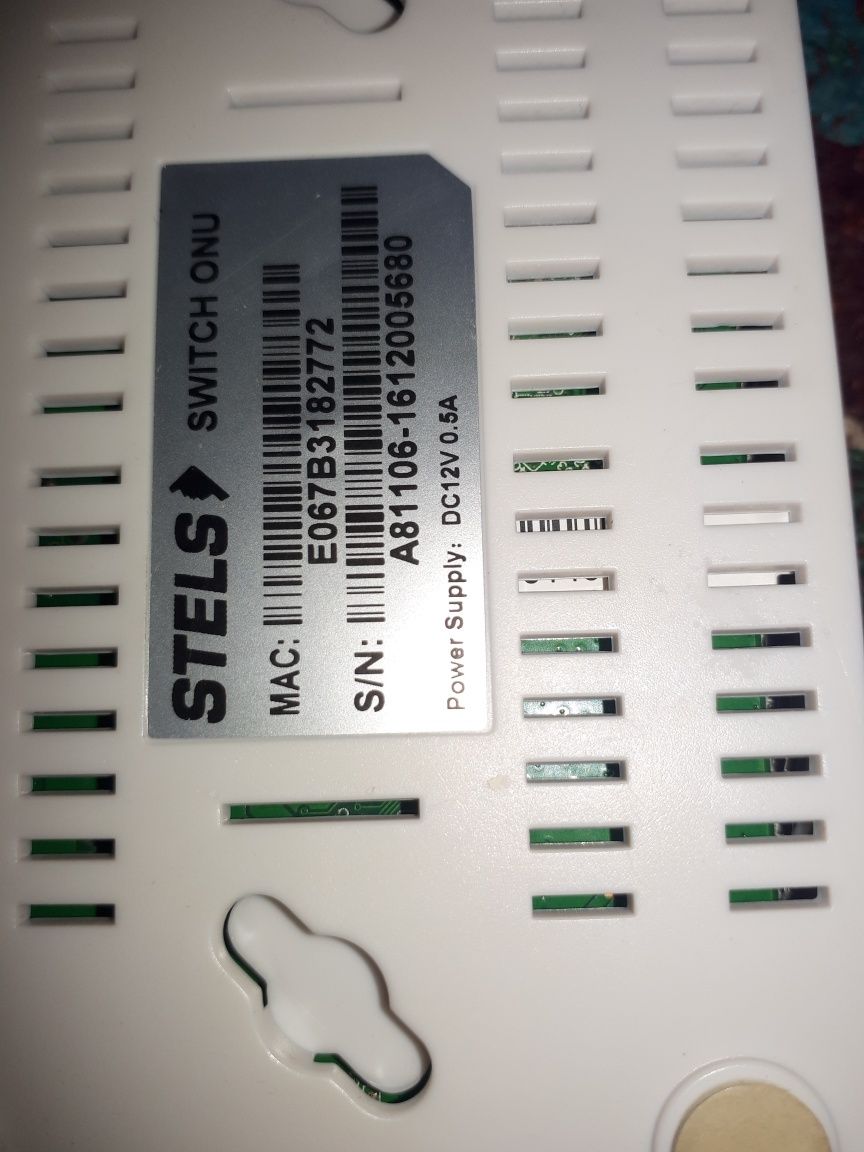 STELS SWITCH ONU
MAC:
E067B3182772
S/N:
A81106-1612005680
Power Supply: DC12V 0.5A